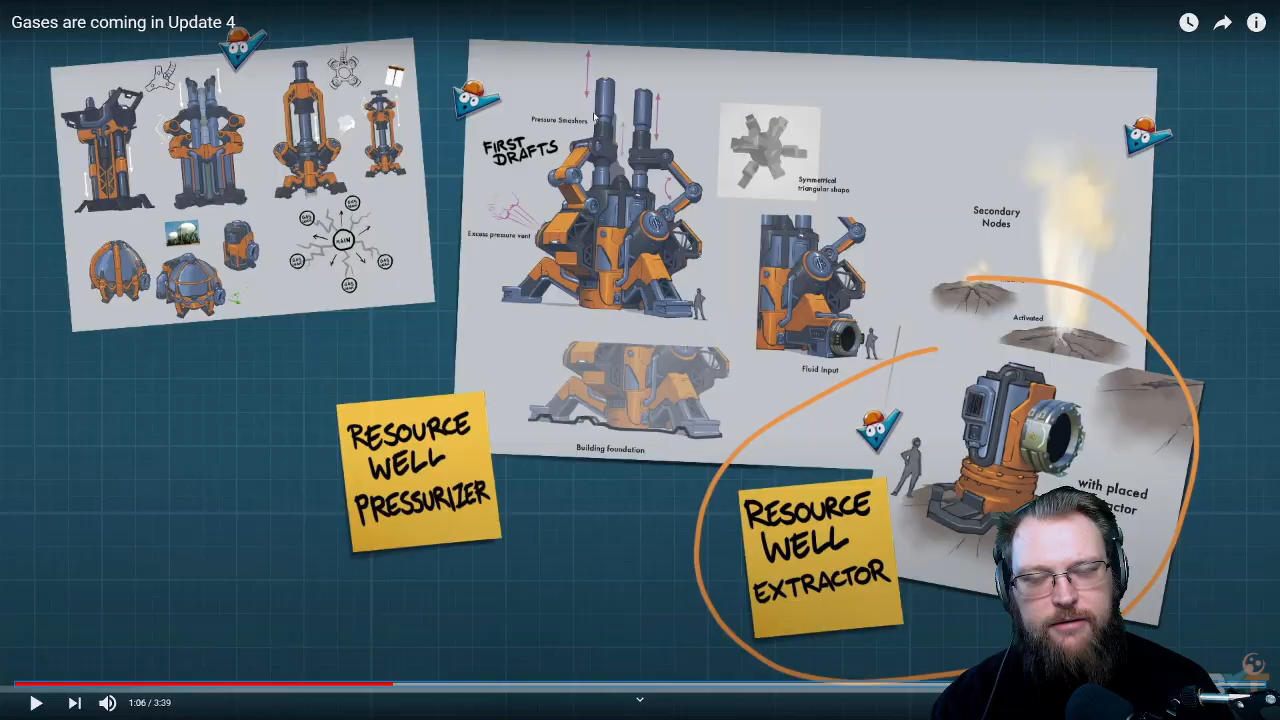 Gases are coming in Update 4
Pressure Smashers
FIRST
DRAFTS
Excess pressure vent
Symmetrical
triangular shape
Secondary
Nodes
Activated
MAIN
Fluid Input
Building foundation
RESOURCE
WELL
PRESSURIZER
RESOURCE
WELL
EXTRACTOR
with placed
1:06 / 3:39